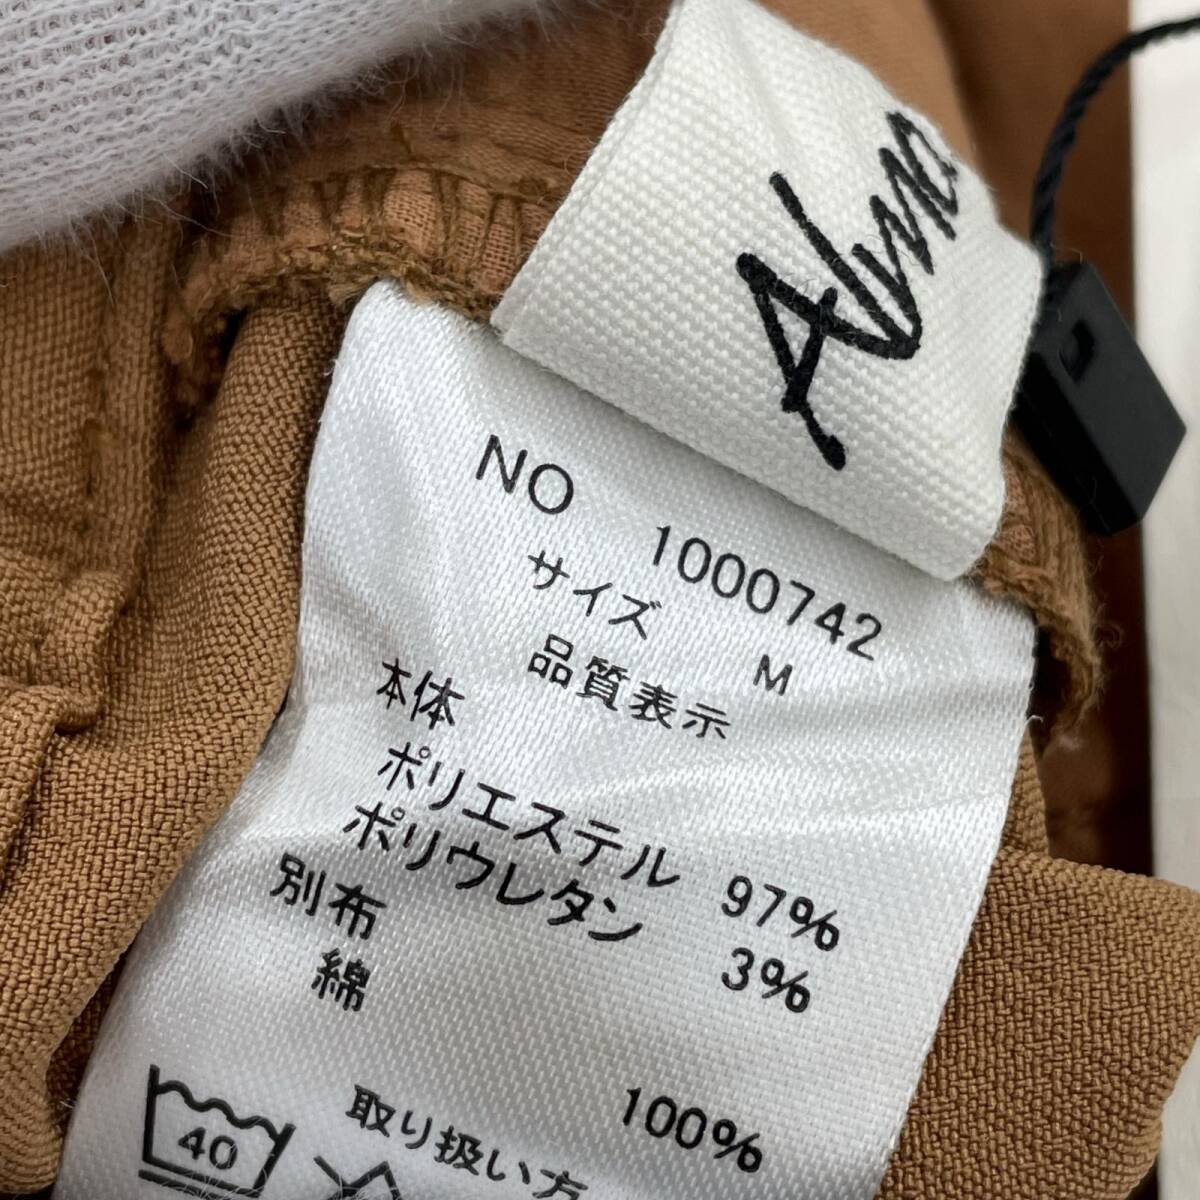 Alma
NO 1000742
サイズ M
品質表示
本体
ポリエステル 97%
ポリウレタン 3%
別布
綿 100%
取り扱い方
40